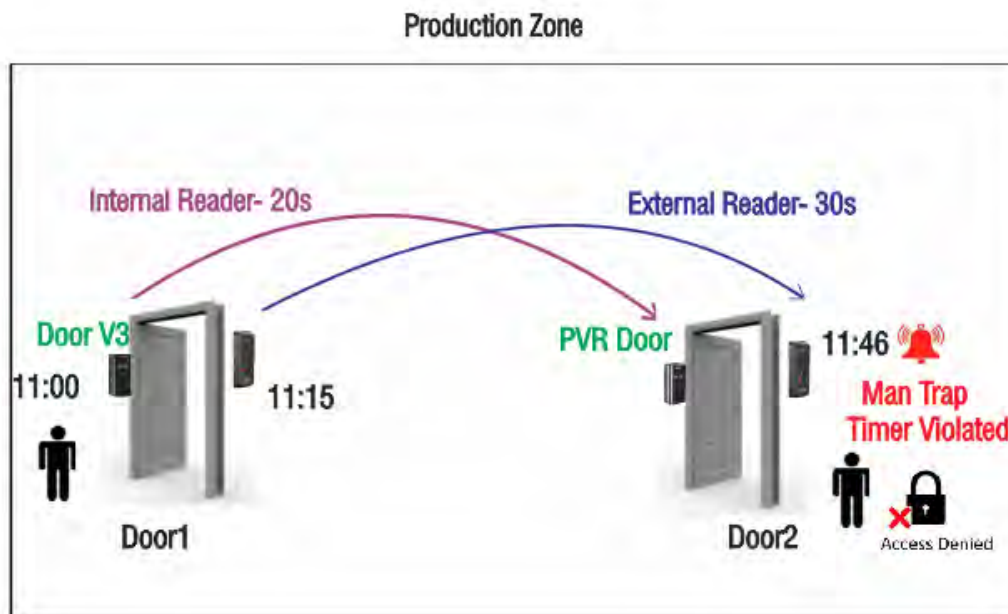 Production Zone
Internal Reader- 20s
External Reader- 30s
Door V3
PVR Door
11:46
11:00
11:15
Man Trap
Timer Violated
Door1
Door2
Access Denied